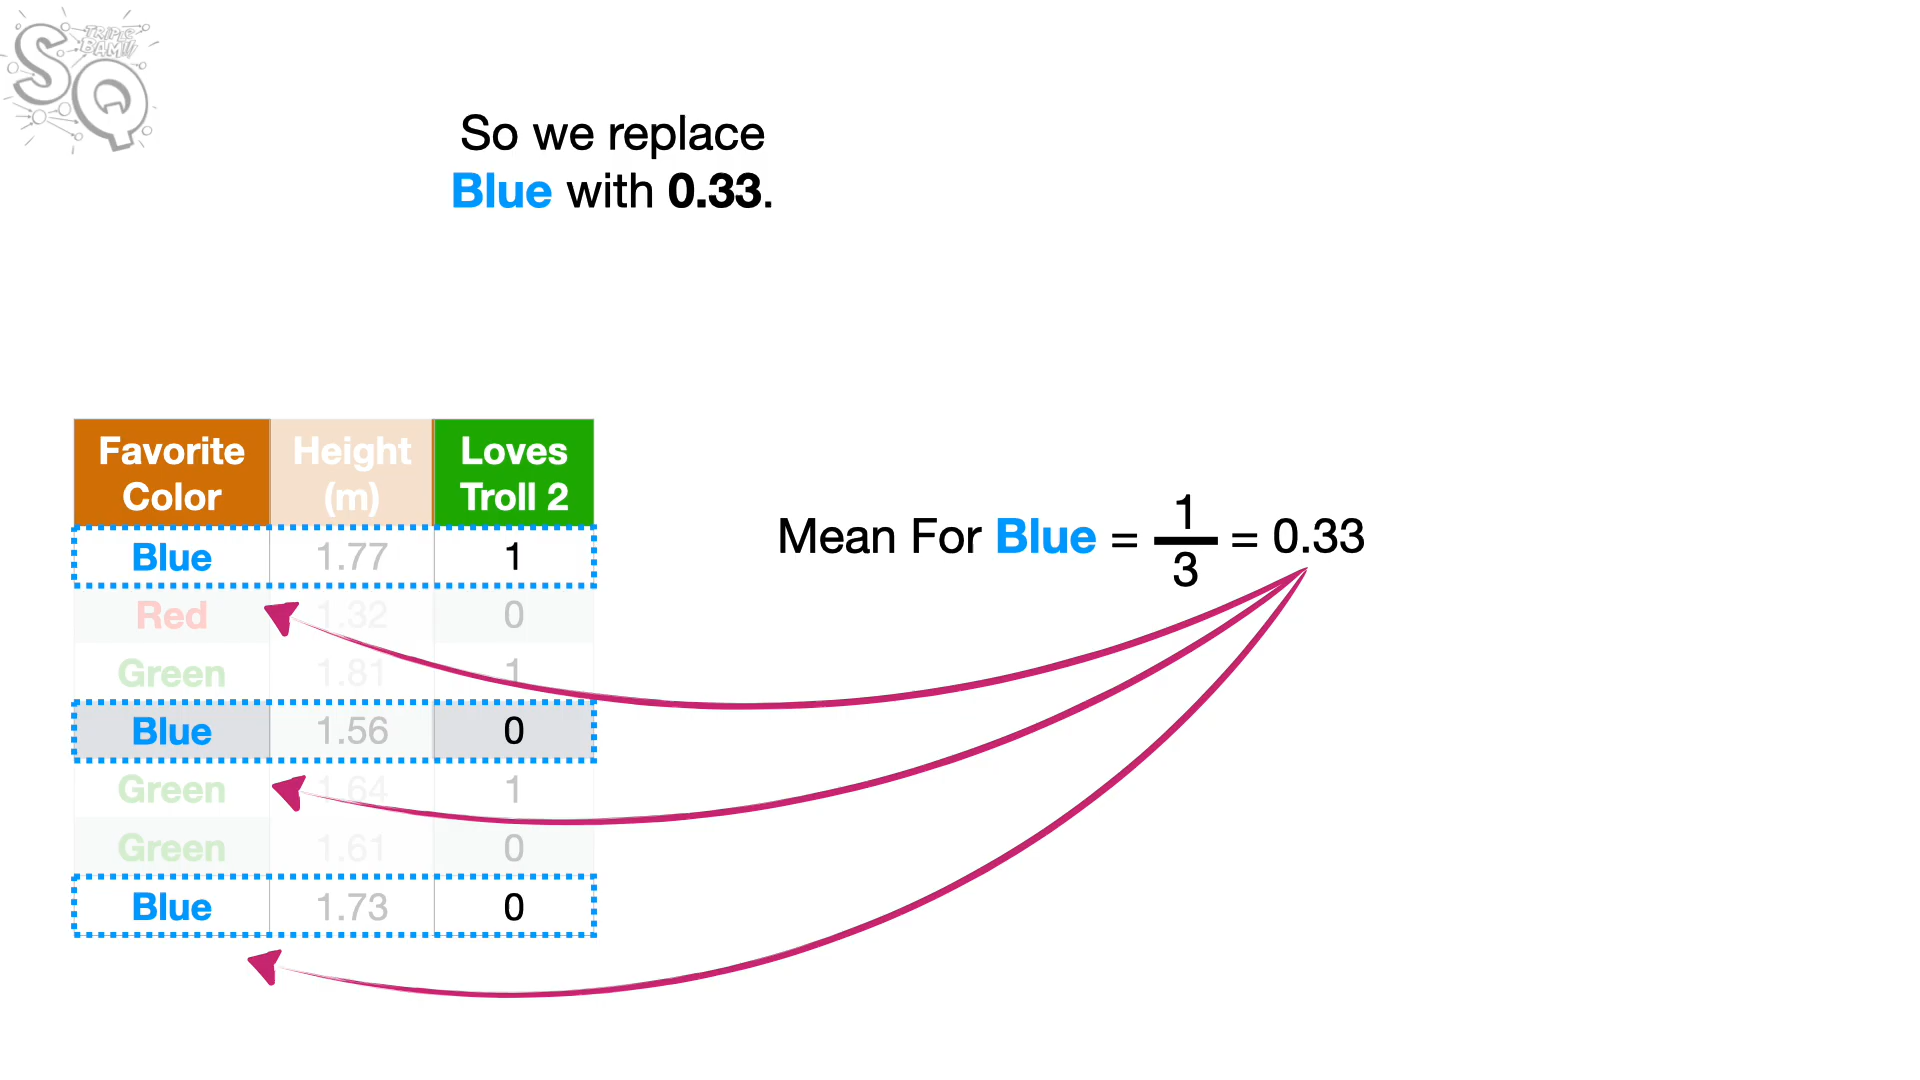 SQ
TRIPLE
BAM!!!
So we replace
Blue with 0.33.
Favorite Color Height (m) Loves Troll 2
Blue 1.77 1
Red 1.32 0
Green 1.81 1
Blue 1.56 0
Green 1.64 1
Green 1.61 0
Blue 1.73 0
Mean For Blue = 1/3 = 0.33